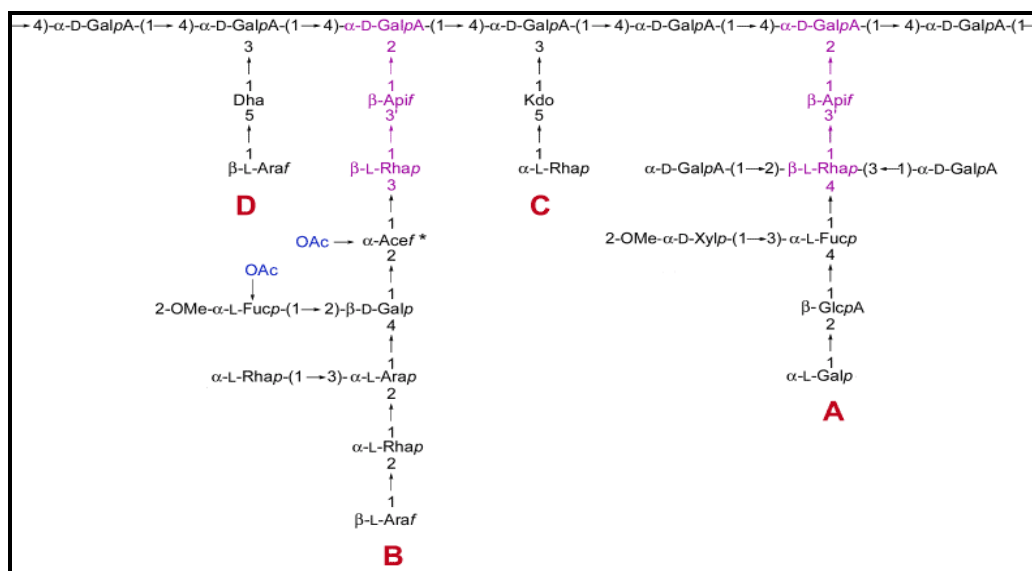 → 4)-α-D-GalpA-(1 → 4)-α-D-GalpA-(1 → 4)-α-D-GalpA-(1 → 4)-α-D-GalpA-(1 → 4)-α-D-GalpA-(1 → 4)-α-D-GalpA-(1 → 4)-α-D-GalpA-(1
3 2 3 2
1 1 1 1
Dha β-Apif Kdo β-Apif
5 3' 5 3'
1 1 1 1
β-L-Araf β-L-Rhap α-L-Rhap α-D-GalpA-(1→2)- β-L-Rhap-(3←1)-α-D-GalpA
3 4
D C
1 1
OAc → α-Acef * 2-OMe-α-D-Xylp-(1→3)- α-L-Fucp
2 4
OAc
1 1
2-OMe-α-L-Fucp-(1→ 2)-β-D-Galp β-GlcpA
4 2
1 1
α-L-Rhap-(1→3)- α-L-Arap α-L-Galp
2
A
1
α-L-Rhap
2
1
β-L-Araf
B